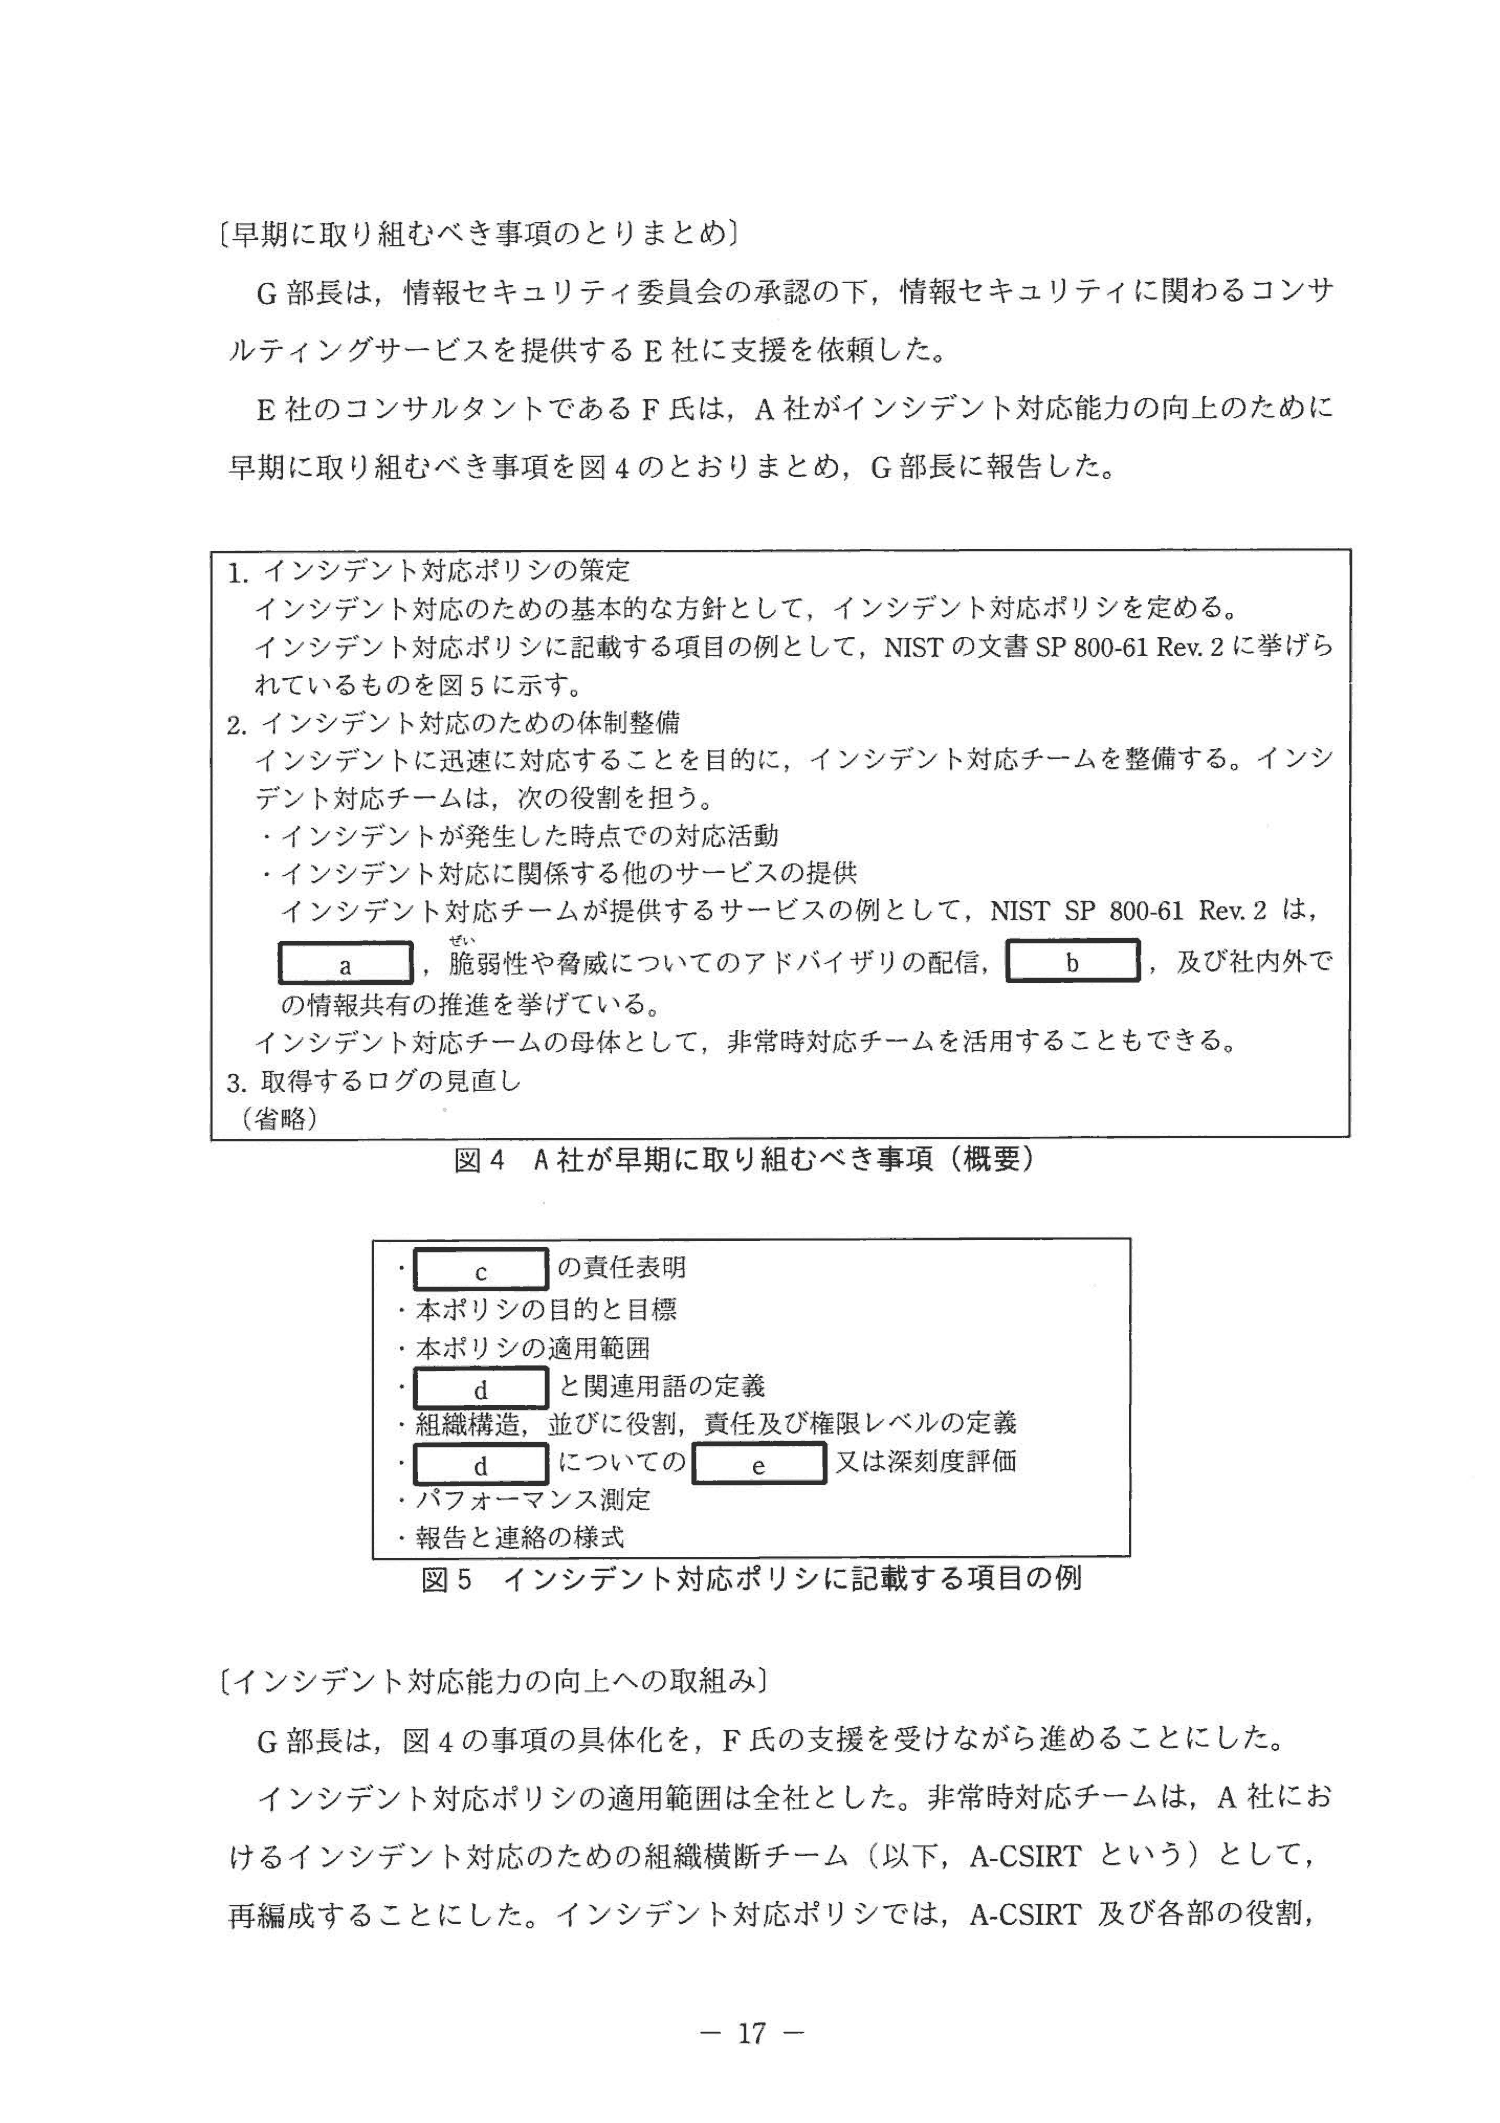 〔早期に取り組むべき事項のとりまとめ〕
G 部長は，情報セキュリティ委員会の承認の下，情報セキュリティに関わるコンサ
ルティングサービスを提供する E 社に支援を依頼した。
E 社のコンサルタントである F 氏は，A 社がインシデント対応能力の向上のために
早期に取り組むべき事項を図 4 のとおりまとめ，G 部長に報告した。
1. インシデント対応ポリシの策定
インシデント対応のための基本的な方針として，インシデント対応ポリシを定める。
インシデント対応ポリシに記載する項目の例として，NIST の文書 SP 800-61 Rev. 2 に挙げら
れているものを図 5 に示す。
2. インシデント対応のための体制整備
インシデントに迅速に対応することを目的に，インシデント対応チームを整備する。インシ
デント対応チームは，次の役割を担う。
・インシデントが発生した時点での対応活動
・インシデント対応に関係する他のサービスの提供
インシデント対応チームが提供するサービスの例として，NIST SP 800-61 Rev. 2 は，
ぜい
a ，脆弱性や脅威についてのアドバイザリの配信， b ，及び社内外で
の情報共有の推進を挙げている。
インシデント対応チームの母体として，非常時対応チームを活用することもできる。
3. 取得するログの見直し
（省略）
図 4 A 社が早期に取り組むべき事項（概要）
・ c の責任表明
・本ポリシの目的と目標
・本ポリシの適用範囲
・ d と関連用語の定義
・組織構造，並びに役割，責任及び権限レベルの定義
・ d についての e 又は深刻度評価
・パフォーマンス測定
・報告と連絡の様式
図 5 インシデント対応ポリシに記載する項目の例
〔インシデント対応能力の向上への取組み〕
G 部長は，図 4 の事項の具体化を，F 氏の支援を受けながら進めることにした。
インシデント対応ポリシの適用範囲は全社とした。非常時対応チームは，A 社にお
けるインシデント対応のための組織横断チーム（以下，A-CSIRT という）として，
再編成することにした。インシデント対応ポリシでは，A-CSIRT 及び各部の役割，
－ 17 －